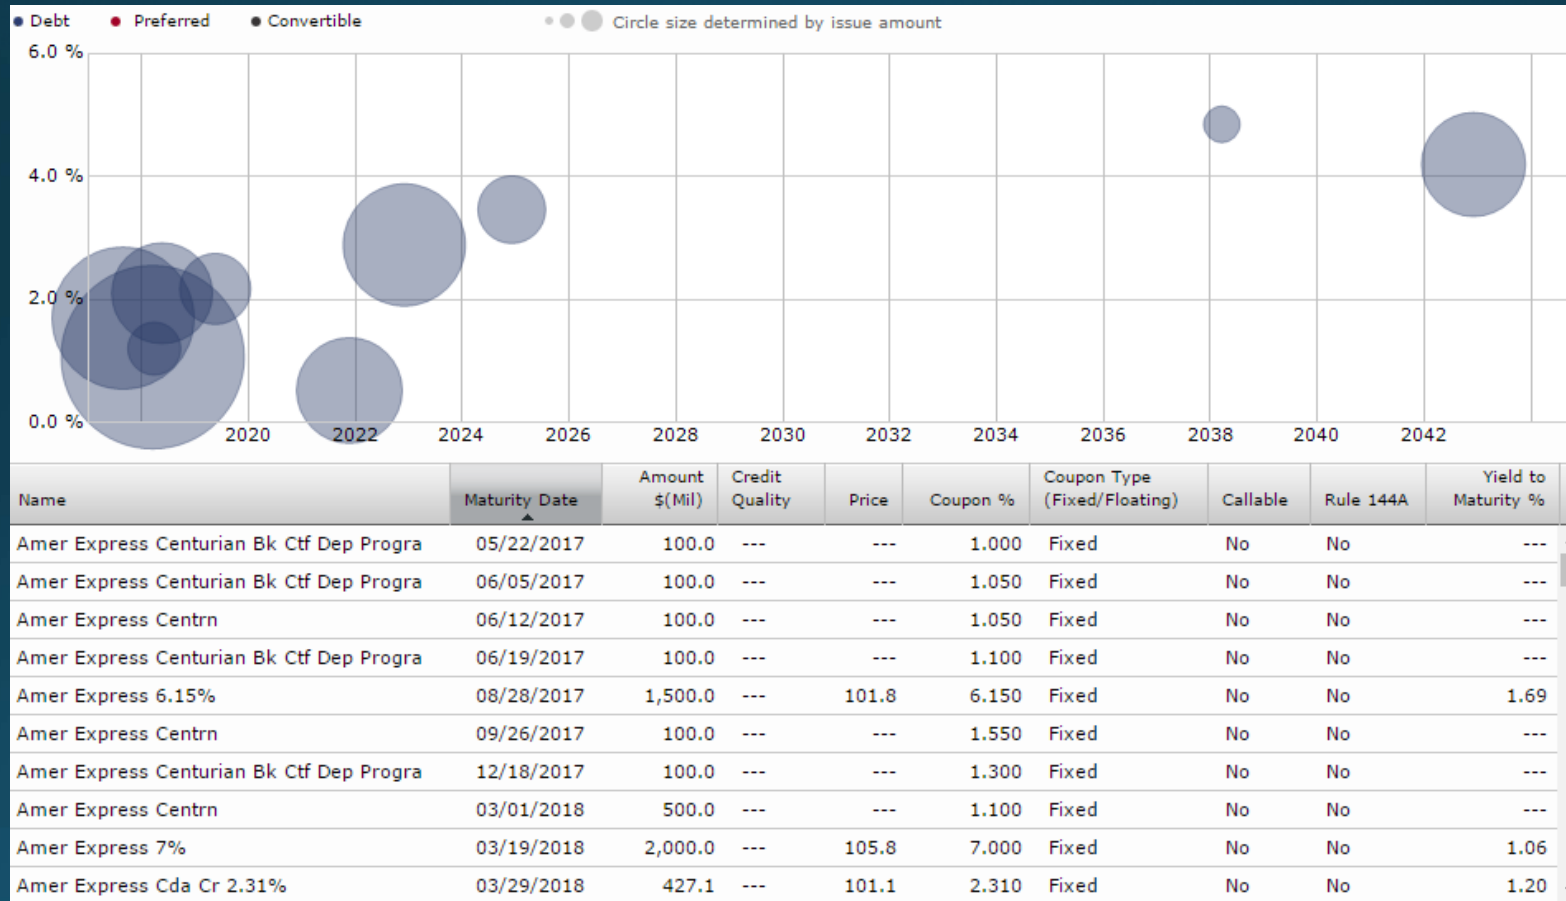 Debt Preferred Convertible Circle size determined by issue amount
6.0 %
4.0 %
2.0 %
0.0 %
2020 2022 2024 2026 2028 2030 2032 2034 2036 2038 2040 2042
Name Maturity Date Amount $(Mil) Credit Quality Price Coupon % Coupon Type (Fixed/Floating) Callable Rule 144A Yield to Maturity %
Amer Express Centurian Bk Ctf Dep Progra 05/22/2017 100.0 --- --- 1.000 Fixed No No ---
Amer Express Centurian Bk Ctf Dep Progra 06/05/2017 100.0 --- --- 1.050 Fixed No No ---
Amer Express Centrn 06/12/2017 100.0 --- --- 1.050 Fixed No No ---
Amer Express Centurian Bk Ctf Dep Progra 06/19/2017 100.0 --- --- 1.100 Fixed No No ---
Amer Express 6.15% 08/28/2017 1,500.0 --- 101.8 6.150 Fixed No No 1.69
Amer Express Centrn 09/26/2017 100.0 --- --- 1.550 Fixed No No ---
Amer Express Centurian Bk Ctf Dep Progra 12/18/2017 100.0 --- --- 1.300 Fixed No No ---
Amer Express Centrn 03/01/2018 500.0 --- --- 1.100 Fixed No No ---
Amer Express 7% 03/19/2018 2,000.0 --- 105.8 7.000 Fixed No No 1.06
Amer Express Cda Cr 2.31% 03/29/2018 427.1 --- 101.1 2.310 Fixed No No 1.20